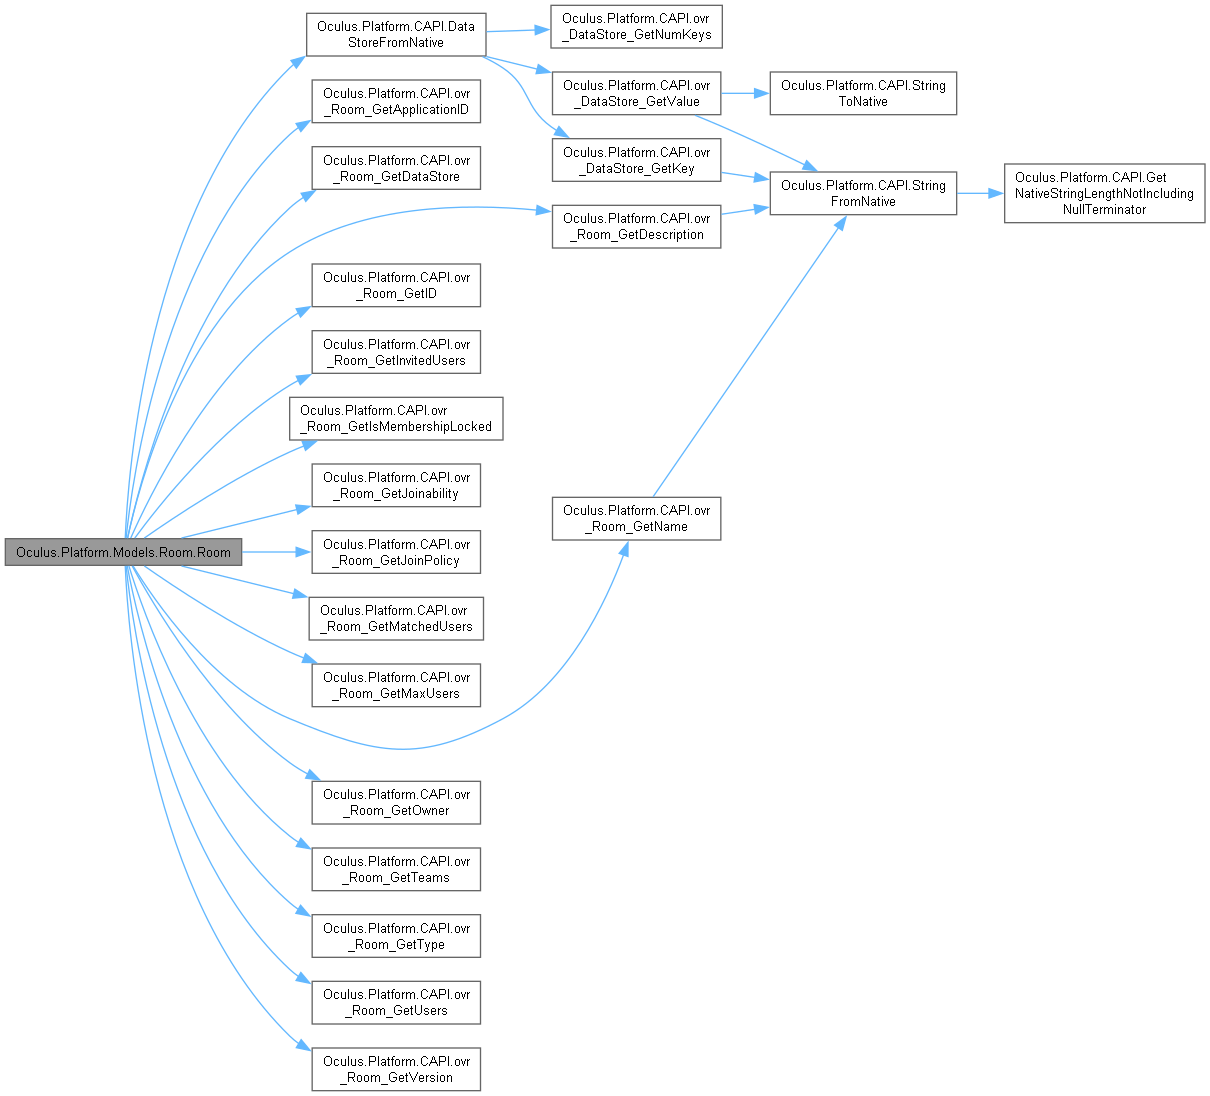 Oculus.Platform.Models.Room.Room
Oculus.Platform.CAPI.Data
StoreFromNative
Oculus.Platform.CAPI.ovr
_DataStore_GetNumKeys
Oculus.Platform.CAPI.ovr
_DataStore_GetValue
Oculus.Platform.CAPI.String
ToNative
Oculus.Platform.CAPI.ovr
_DataStore_GetKey
Oculus.Platform.CAPI.String
FromNative
Oculus.Platform.CAPI.Get
NativeStringLengthNotIncluding
NullTerminator
Oculus.Platform.CAPI.ovr
_Room_GetApplicationID
Oculus.Platform.CAPI.ovr
_Room_GetDataStore
Oculus.Platform.CAPI.ovr
_Room_GetDescription
Oculus.Platform.CAPI.ovr
_Room_GetID
Oculus.Platform.CAPI.ovr
_Room_GetInvitedUsers
Oculus.Platform.CAPI.ovr
_Room_GetIsMembershipLocked
Oculus.Platform.CAPI.ovr
_Room_GetJoinability
Oculus.Platform.CAPI.ovr
_Room_GetJoinPolicy
Oculus.Platform.CAPI.ovr
_Room_GetMatchedUsers
Oculus.Platform.CAPI.ovr
_Room_GetMaxUsers
Oculus.Platform.CAPI.ovr
_Room_GetName
Oculus.Platform.CAPI.ovr
_Room_GetOwner
Oculus.Platform.CAPI.ovr
_Room_GetTeams
Oculus.Platform.CAPI.ovr
_Room_GetType
Oculus.Platform.CAPI.ovr
_Room_GetUsers
Oculus.Platform.CAPI.ovr
_Room_GetVersion